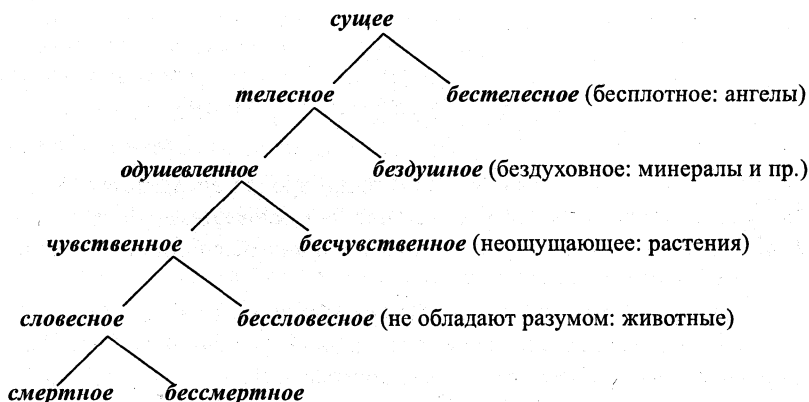 сущее
телесное бестелесное (бесплотное: ангелы)
одушевленное бездушное (бездуховное: минералы и пр.)
чувственное бесчувственное (неощущающее: растения)
словесное бессловесное (не обладают разумом: животные)
смертное бессмертное